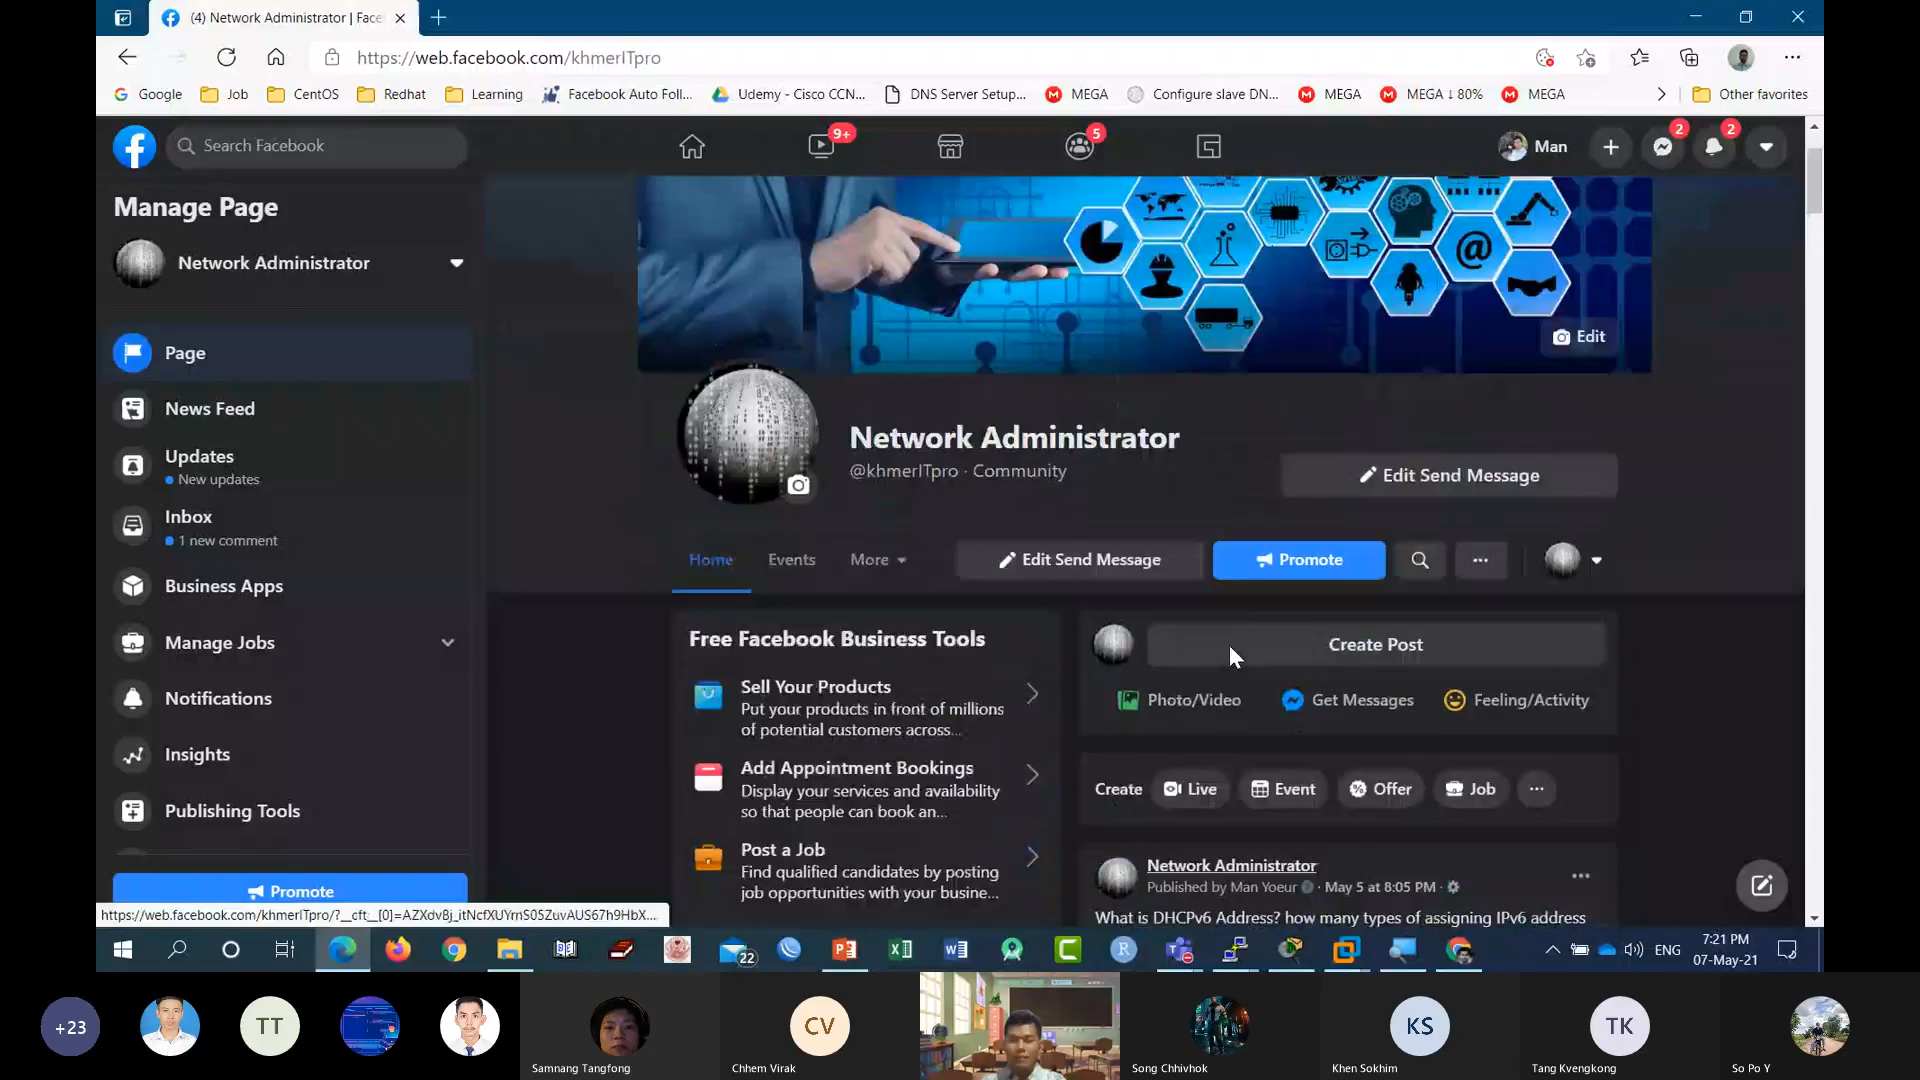 (4) Network Administrator | Face
https://web.facebook.com/khmerITpro
Google
Job
CentOS
Redhat
Learning
Facebook Auto Foll...
Udemy - Cisco CCN...
DNS Server Setup...
MEGA
Configure slave DN...
MEGA
MEGA ↓ 80%
MEGA
Other favorites
Search Facebook
9+
5
Man
2
2
Manage Page
Network Administrator
Page
News Feed
Updates
New updates
Inbox
1 new comment
Business Apps
Manage Jobs
Notifications
Insights
Publishing Tools
Promote
Edit
Network Administrator
@khmerITpro · Community
Edit Send Message
Home
Events
More
Edit Send Message
Promote
Free Facebook Business Tools
Sell Your Products
Put your products in front of millions
of potential customers across...
Add Appointment Bookings
Display your services and availability
so that people can book an...
Post a Job
Find qualified candidates by posting
job opportunities with your busine...
Create Post
Photo/Video
Get Messages
Feeling/Activity
Create
Live
Event
Offer
Job
Network Administrator
Published by Man Yoeur · May 5 at 8:05 PM ·
What is DHCPv6 Address? how many types of assigning IPv6 address
22
ENG
7:21 PM
07-May-21
+23
TT
CV
KS
TK
Samnang Tangfong
Chhem Virak
Song Chhivhok
Khen Sokhim
Tang Kvengkong
So Po Y